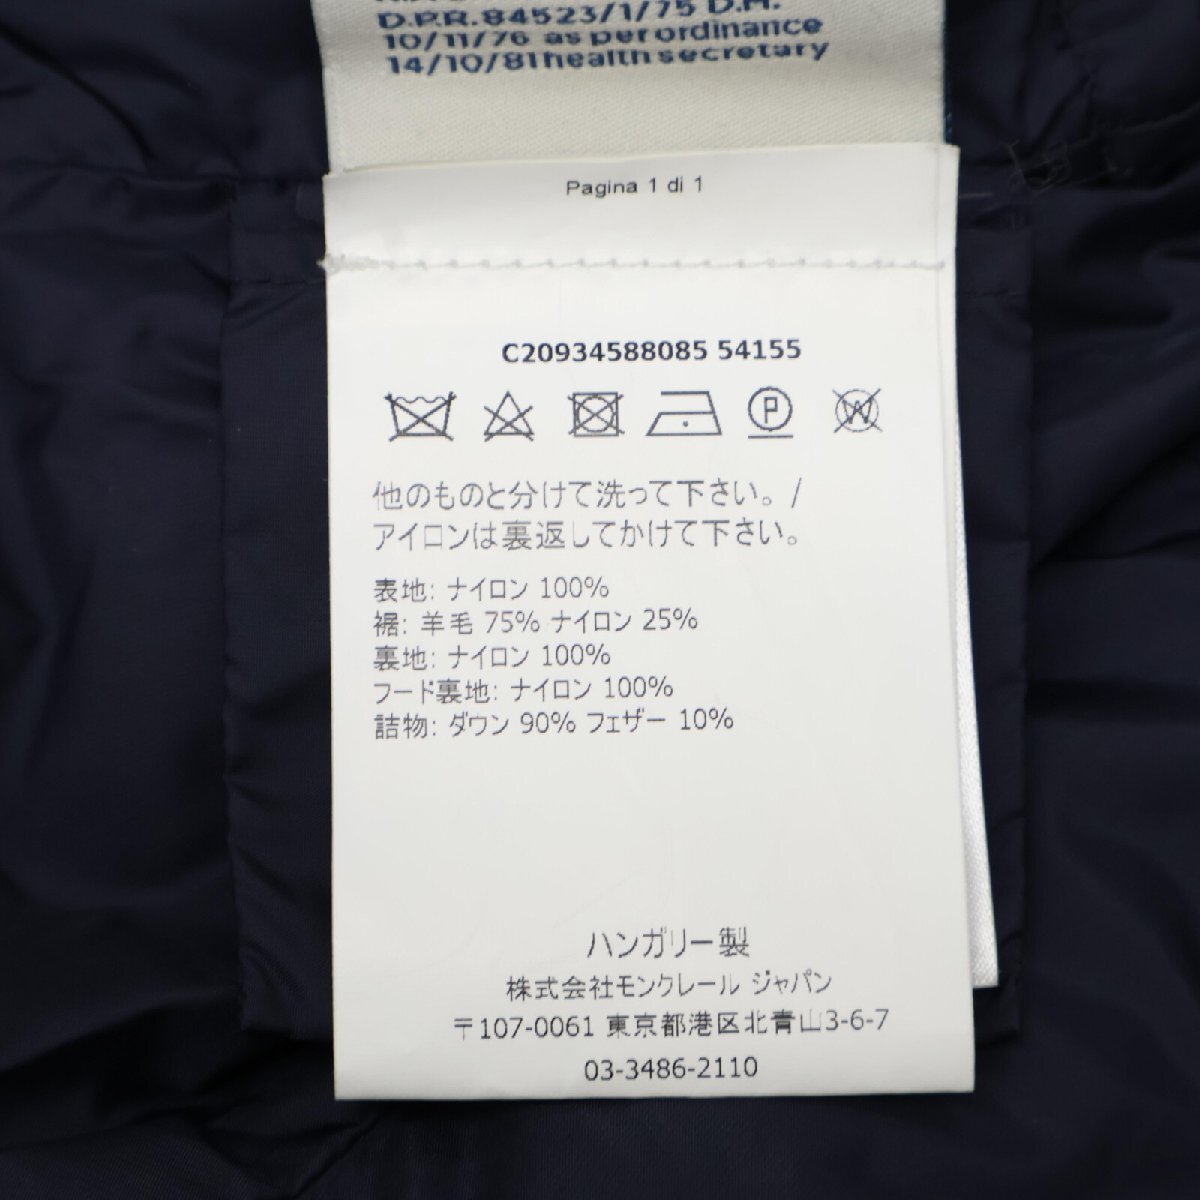 D.P.R. 84523/1/75 D.M.
10/11/76 as per ordinance
14/10/81 health secretary
Pagina 1 di 1
C20934588085 54155
P
W
他のものと分けて洗って下さい。/
アイロンは裏返してかけて下さい。
表地: ナイロン 100%
裾: 羊毛 75% ナイロン 25%
裏地: ナイロン 100%
フード裏地: ナイロン 100%
詰物: ダウン 90% フェザー 10%
ハンガリー製
株式会社モンクレール ジャパン
〒107-0061 東京都港区北青山3-6-7
03-3486-2110